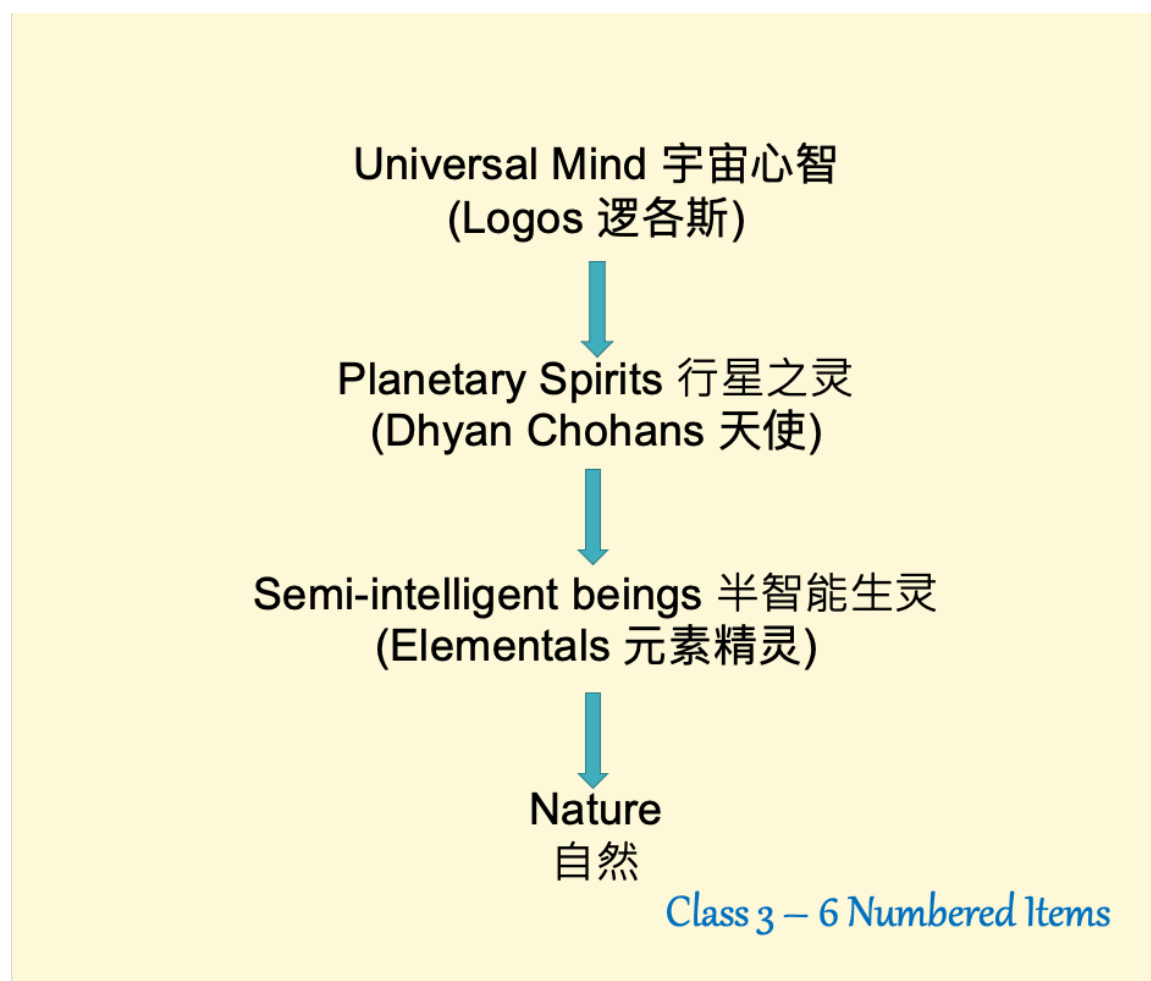 Universal Mind 宇宙心智
(Logos 逻各斯)
Planetary Spirits 行星之灵
(Dhyan Chohans 天使)
Semi-intelligent beings 半智能生灵
(Elementals 元素精灵)
Nature
自然
Class 3 – 6 Numbered Items